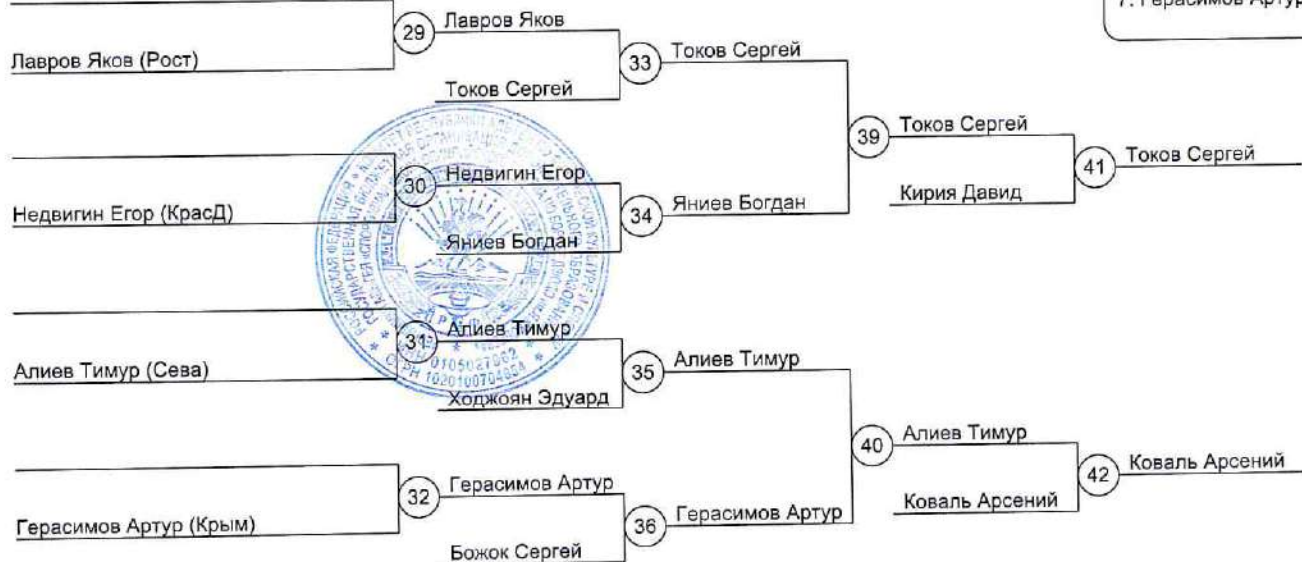 7. Герасимов Артур
29 Лавров Яков
Лавров Яков (Рост)
33 Токов Сергей
Токов Сергей
39 Токов Сергей
41 Токов Сергей
Кирия Давид
30 Недвигин Егор
Недвигин Егор (КрасД)
34 Яниев Богдан
Яниев Богдан
31 Алиев Тимур
Алиев Тимур (Сева)
35 Алиев Тимур
Ходжоян Эдуард
40 Алиев Тимур
42 Коваль Арсений
Коваль Арсений
32 Герасимов Артур
Герасимов Артур (Крым)
36 Герасимов Артур
Божок Сергей
РОССИЙСКАЯ ФЕДЕРАЦИЯ
ОГРН